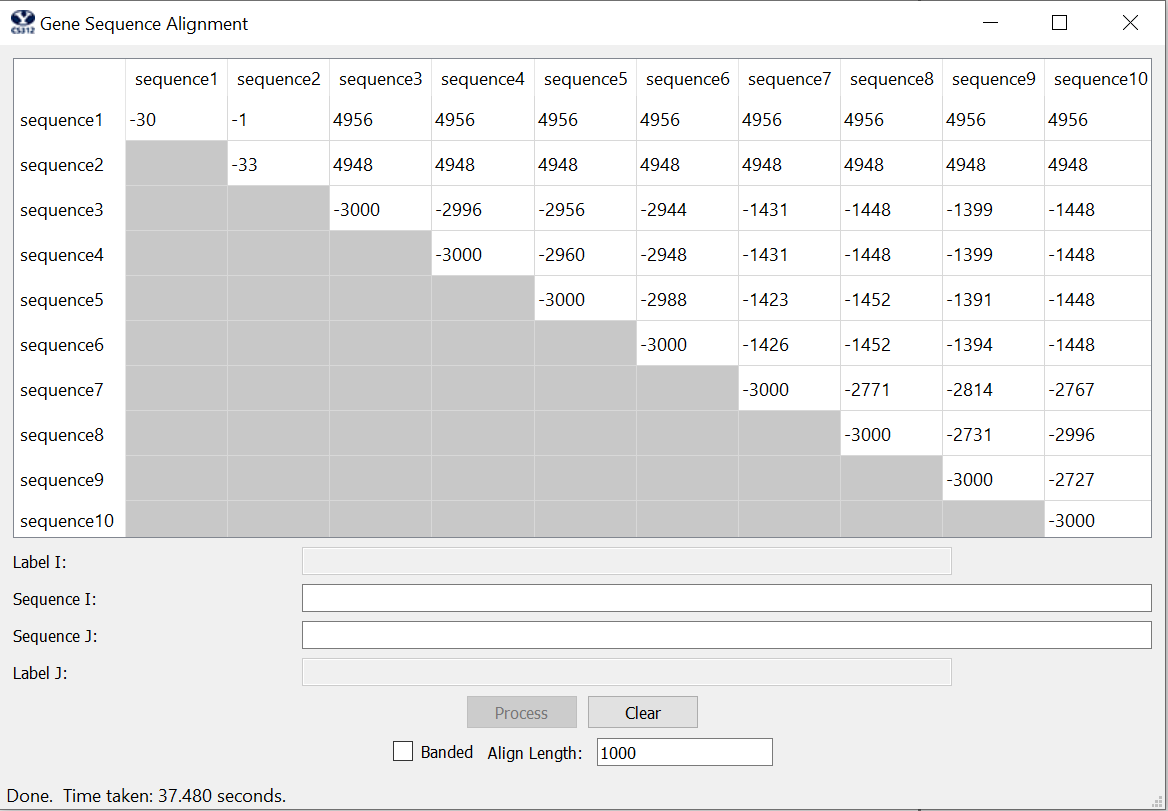 CS312 Gene Sequence Alignment
sequence1 sequence2 sequence3 sequence4 sequence5 sequence6 sequence7 sequence8 sequence9 sequence10
sequence1 -30 -1 4956 4956 4956 4956 4956 4956 4956 4956
sequence2 -33 4948 4948 4948 4948 4948 4948 4948 4948
sequence3 -3000 -2996 -2956 -2944 -1431 -1448 -1399 -1448
sequence4 -3000 -2960 -2948 -1431 -1448 -1399 -1448
sequence5 -3000 -2988 -1423 -1452 -1391 -1448
sequence6 -3000 -1426 -1452 -1394 -1448
sequence7 -3000 -2771 -2814 -2767
sequence8 -3000 -2731 -2996
sequence9 -3000 -2727
sequence10 -3000
Label I:
Sequence I:
Sequence J:
Label J:
Process Clear
Banded Align Length: 1000
Done. Time taken: 37.480 seconds.